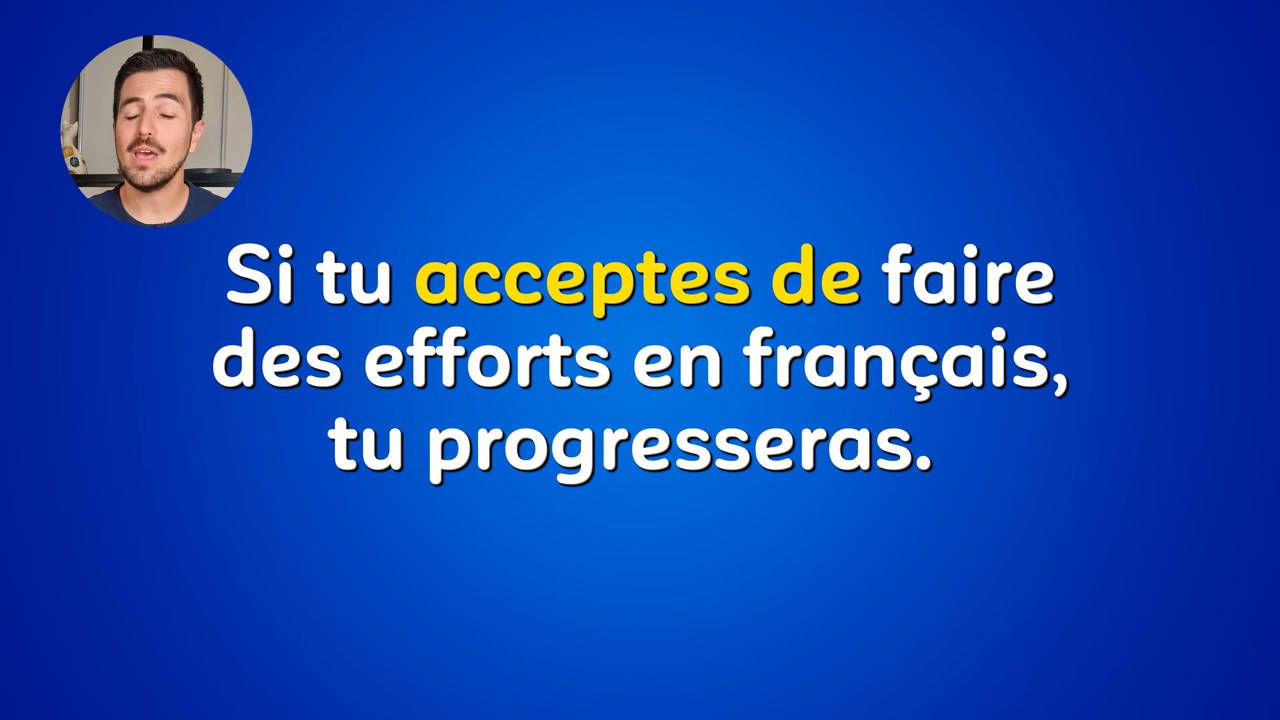 Si tu acceptes de faire
des efforts en français,
tu progresseras.